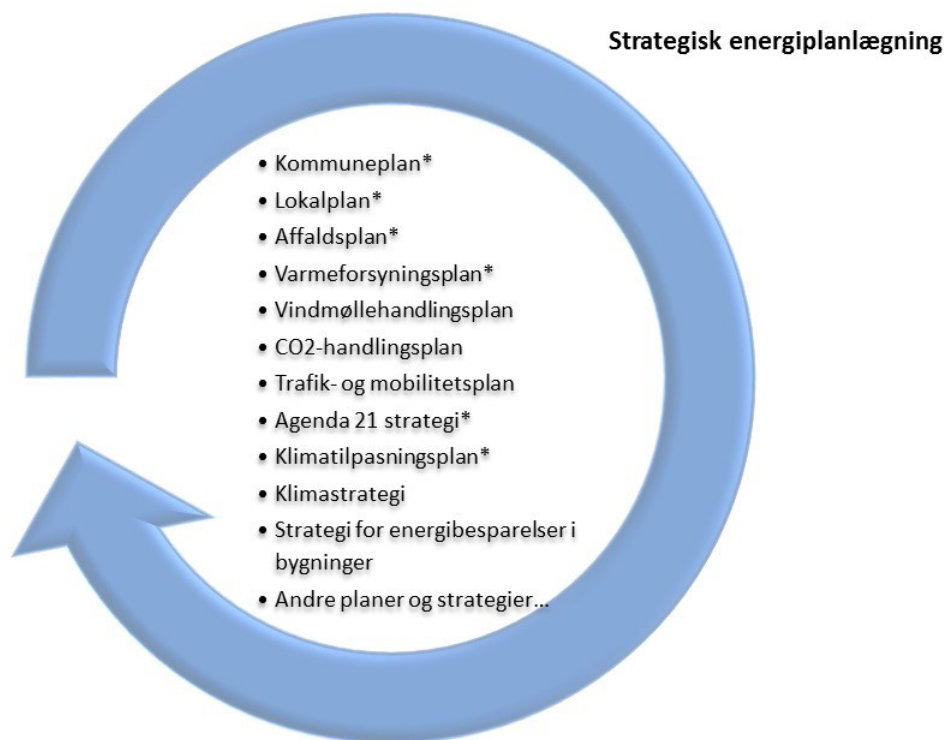 Strategisk energiplanlægning
• Kommuneplan*
• Lokalplan*
• Affaldsplan*
• Varmeforsyningsplan*
• Vindmøllehandlingsplan
• CO2-handlingsplan
• Trafik- og mobilitetsplan
• Agenda 21 strategi*
• Klimatilpasningsplan*
• Klimastrategi
• Strategi for energibesparelser i
bygninger
• Andre planer og strategier...